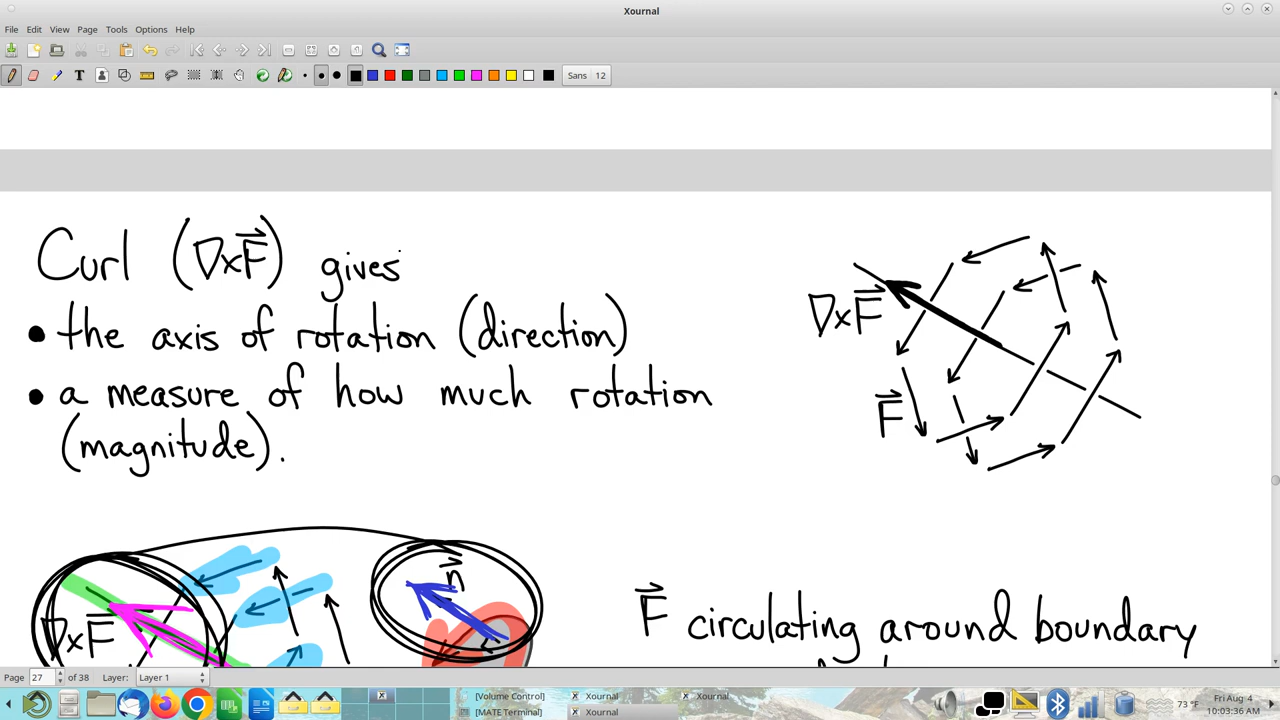 Xournal
File Edit View Page Tools Options Help
Sans 12
Curl (∇×F⃗) gives
• the axis of rotation (direction)
• a measure of how much rotation
(magnitude).
∇×F⃗
F⃗
n⃗
∇×F⃗
F⃗ circulating around boundary
Page 27 of 38 Layer: Layer 1
[Volume Control] Xournal Xournal
[MATE Terminal] Xournal
73 °F
Fri Aug 4
10:03:36 AM